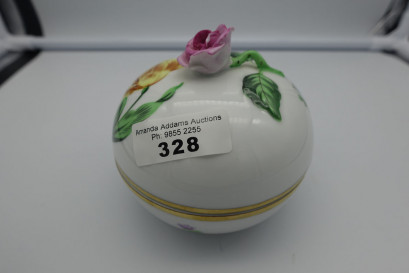 Amanda Addams Auctions
Ph: 9855 2255
328